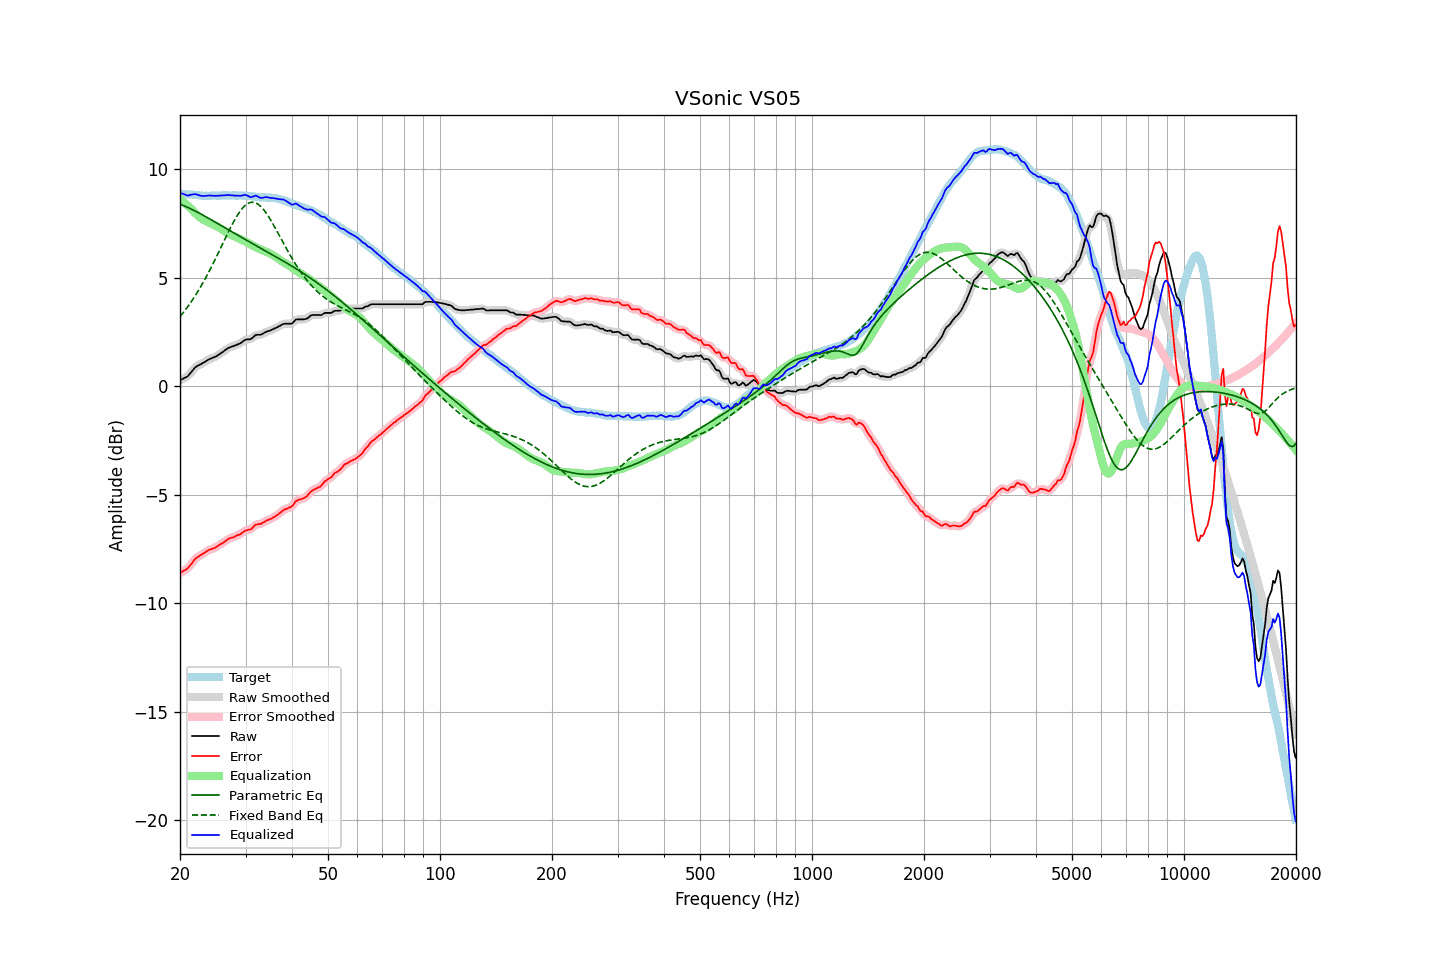 VSonic VS05
Amplitude (dBr)
10
5
0
−5
−10
−15
−20
Target
Raw Smoothed
Error Smoothed
Raw
Error
Equalization
Parametric Eq
Fixed Band Eq
Equalized
20 50 100 200 500 1000 2000 5000 10000 20000
Frequency (Hz)